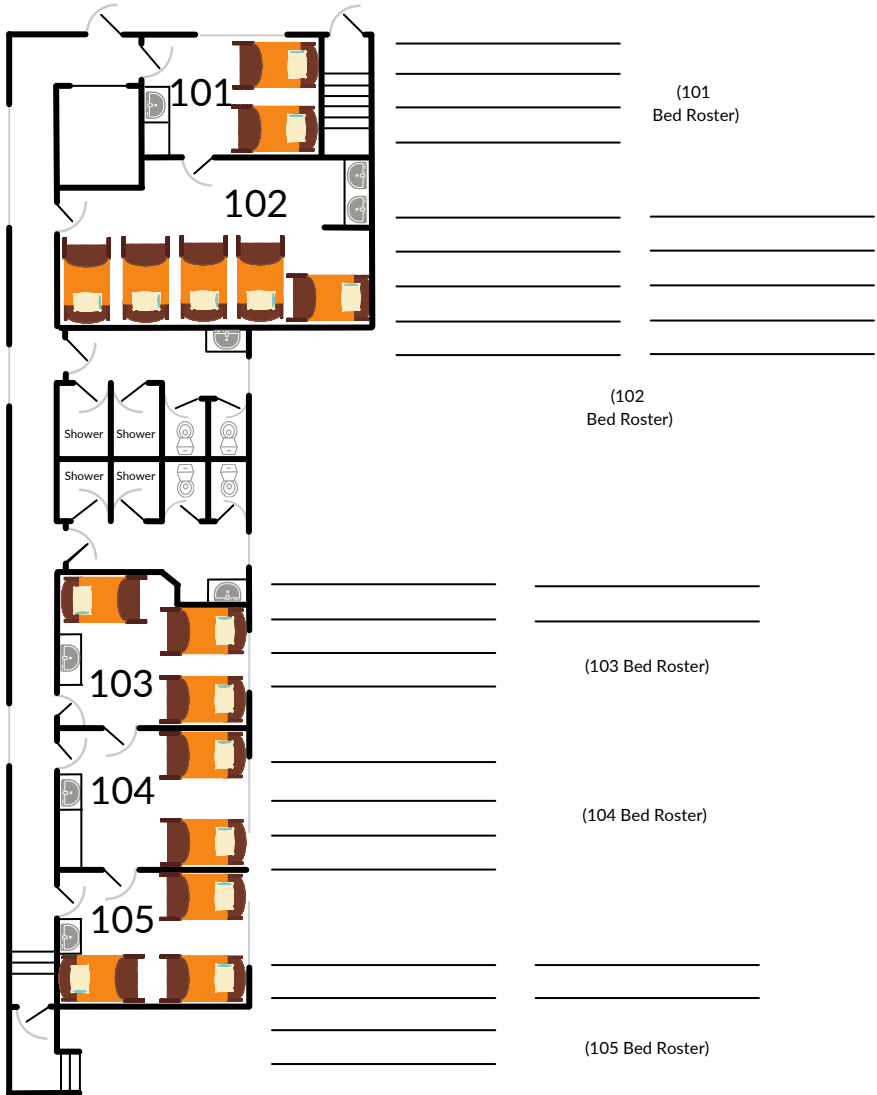 101
(101
Bed Roster)
102
(102
Bed Roster)
Shower Shower
Shower Shower
103
(103 Bed Roster)
104
(104 Bed Roster)
105
(105 Bed Roster)